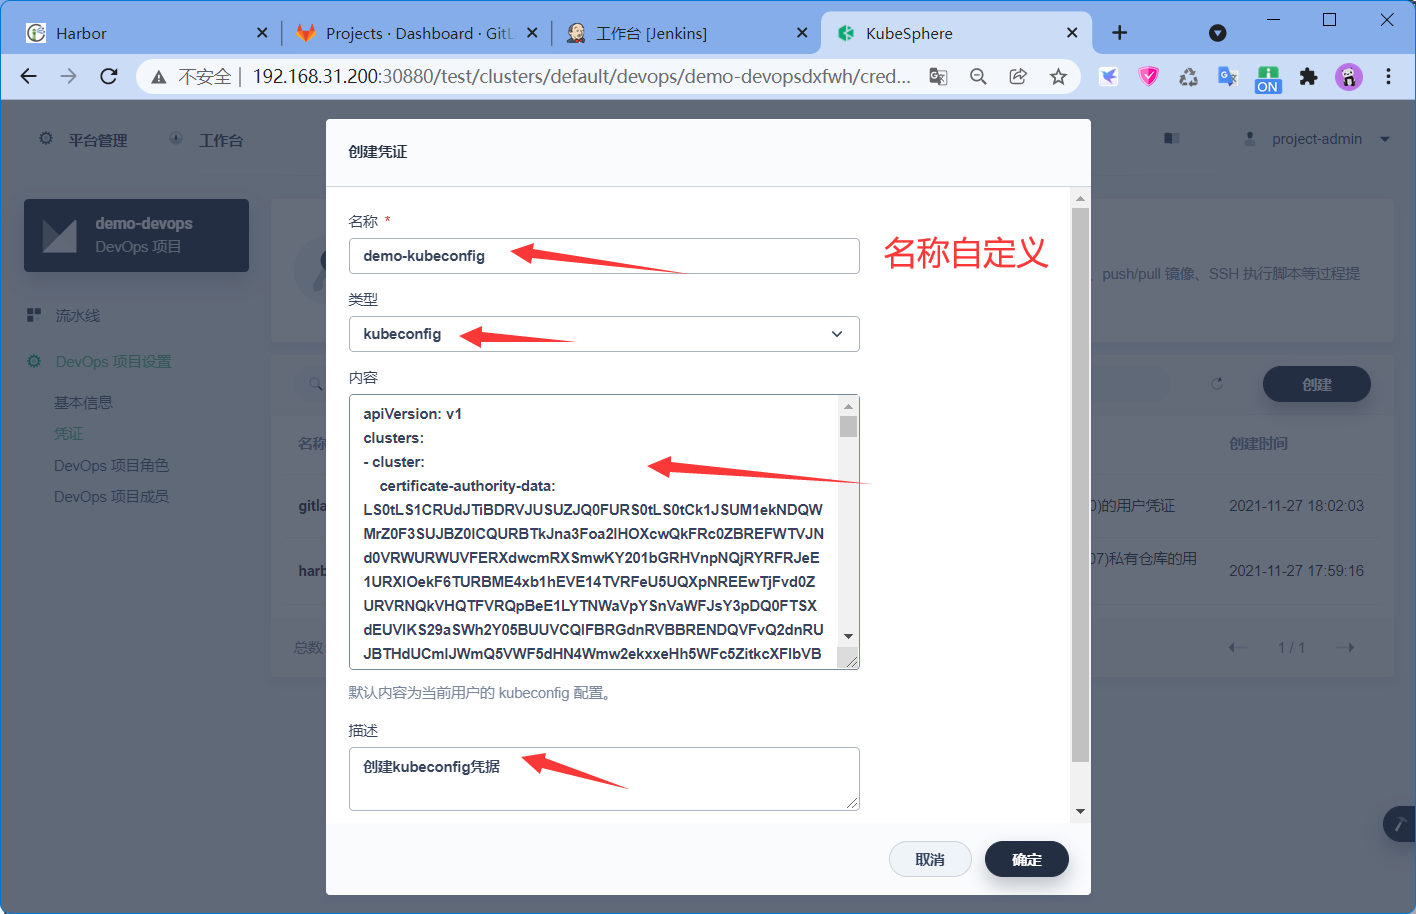 Harbor
Projects · Dashboard · GitL
工作台 [Jenkins]
KubeSphere
不安全
192.168.31.200:30880/test/clusters/default/devops/demo-devopsdxfwh/cred...
ON
平台管理
工作台
project-admin
demo-devops
DevOps 项目
流水线
DevOps 项目设置
基本信息
凭证
DevOps 项目角色
DevOps 项目成员
push/pull 镜像、SSH 执行脚本等过程提
创建
名称
创建时间
gitla
0)的用户凭证
2021-11-27 18:02:03
harb
07)私有仓库的用
2021-11-27 17:59:16
总数
1 / 1
创建凭证
名称 *
demo-kubeconfig
名称自定义
类型
kubeconfig
内容
apiVersion: v1
clusters:
- cluster:
certificate-authority-data:
LS0tLS1CRUdJTiBDRVJUSUZJQ0FURS0tLS0tCk1JSUM1ekNDQW
MrZ0F3SUJBZ0lCQURBTkJna3Foa2lHOXcwQkFRc0ZBREFWTVJN
d0VRWURWUVFERXdwcmRXSmwKY201bGRHVnpNQjRYRFRJeE
1URXlOekF6TURBME4xb1hEVE14TVRFeU5UQXpNREEwTjFvd0Z
URVRNQkVHQTFVRQpBeE1LYTNWaVpYSnVaWFJsY3pDQ0FTSX
dEUVlKS29aSWh2Y05BUUVCQlFBRGdnRVBBRENDQVFvQ2dnRU
JBTHdUCmlJWmQ5VWF5dHN4Wmw2ekxxeHh5WFc5ZitkcXFIbVB
默认内容为当前用户的 kubeconfig 配置。
描述
创建kubeconfig凭据
取消
确定